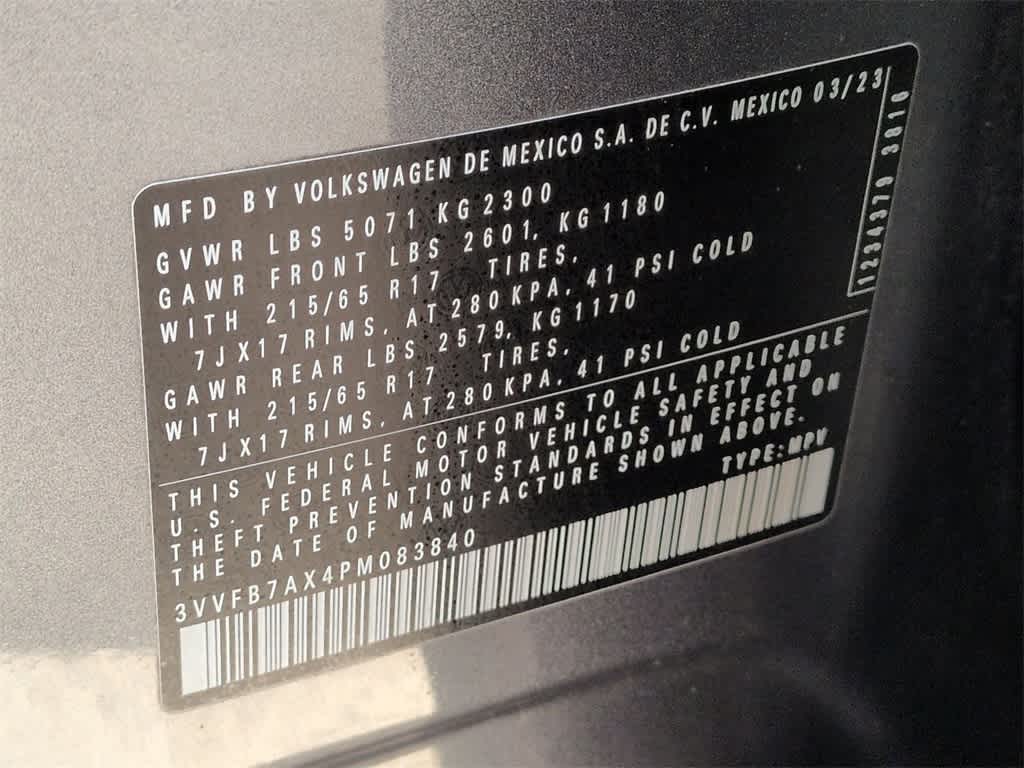 MFD BY VOLKSWAGEN DE MEXICO S.A. DE C.V. MEXICO 03/23
GVWR LBS 5071 KG 2300
GAWR FRONT LBS 2601, KG 1180
WITH 215/65 R17 TIRES,
7JX17 RIMS, AT 280 KPA, 41 PSI COLD
GAWR REAR LBS 2579, KG 1170
WITH 215/65 R17 TIRES,
7JX17 RIMS, AT 280 KPA, 41 PSI COLD
THIS VEHICLE CONFORMS TO ALL APPLICABLE
U.S. FEDERAL MOTOR VEHICLE SAFETY AND
THEFT PREVENTION STANDARDS IN EFFECT ON
THE DATE OF MANUFACTURE SHOWN ABOVE.
3VVFB7AX4PM083840 TYPE:MPV
1234379 3810